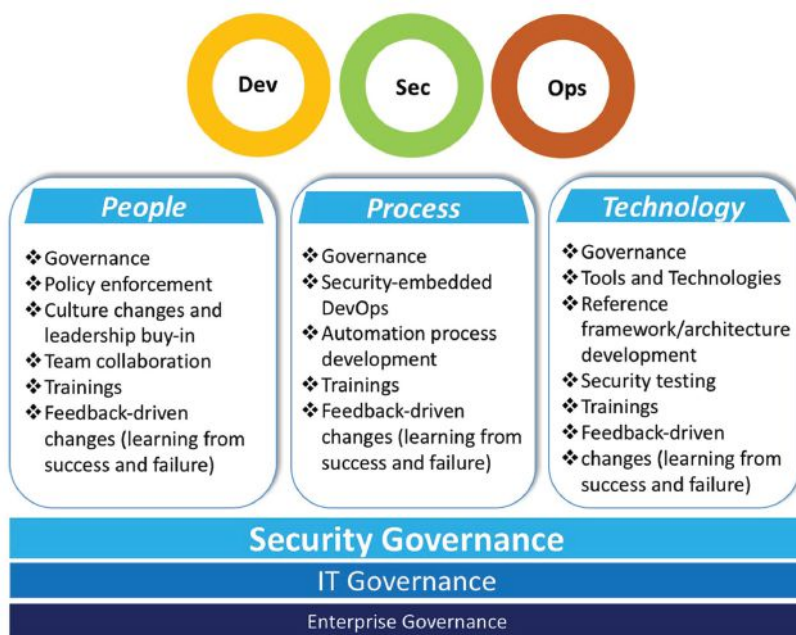 Dev
Sec
Ops
People
❖Governance
❖Policy enforcement
❖Culture changes and
leadership buy-in
❖Team collaboration
❖Trainings
❖Feedback-driven
changes (learning from
success and failure)
Process
❖Governance
❖Security-embedded
DevOps
❖Automation process
development
❖Trainings
❖Feedback-driven
changes (learning from
success and failure)
Technology
❖Governance
❖Tools and Technologies
❖Reference
framework/architecture
development
❖Security testing
❖Trainings
❖Feedback-driven
❖changes (learning from
success and failure)
Security Governance
IT Governance
Enterprise Governance